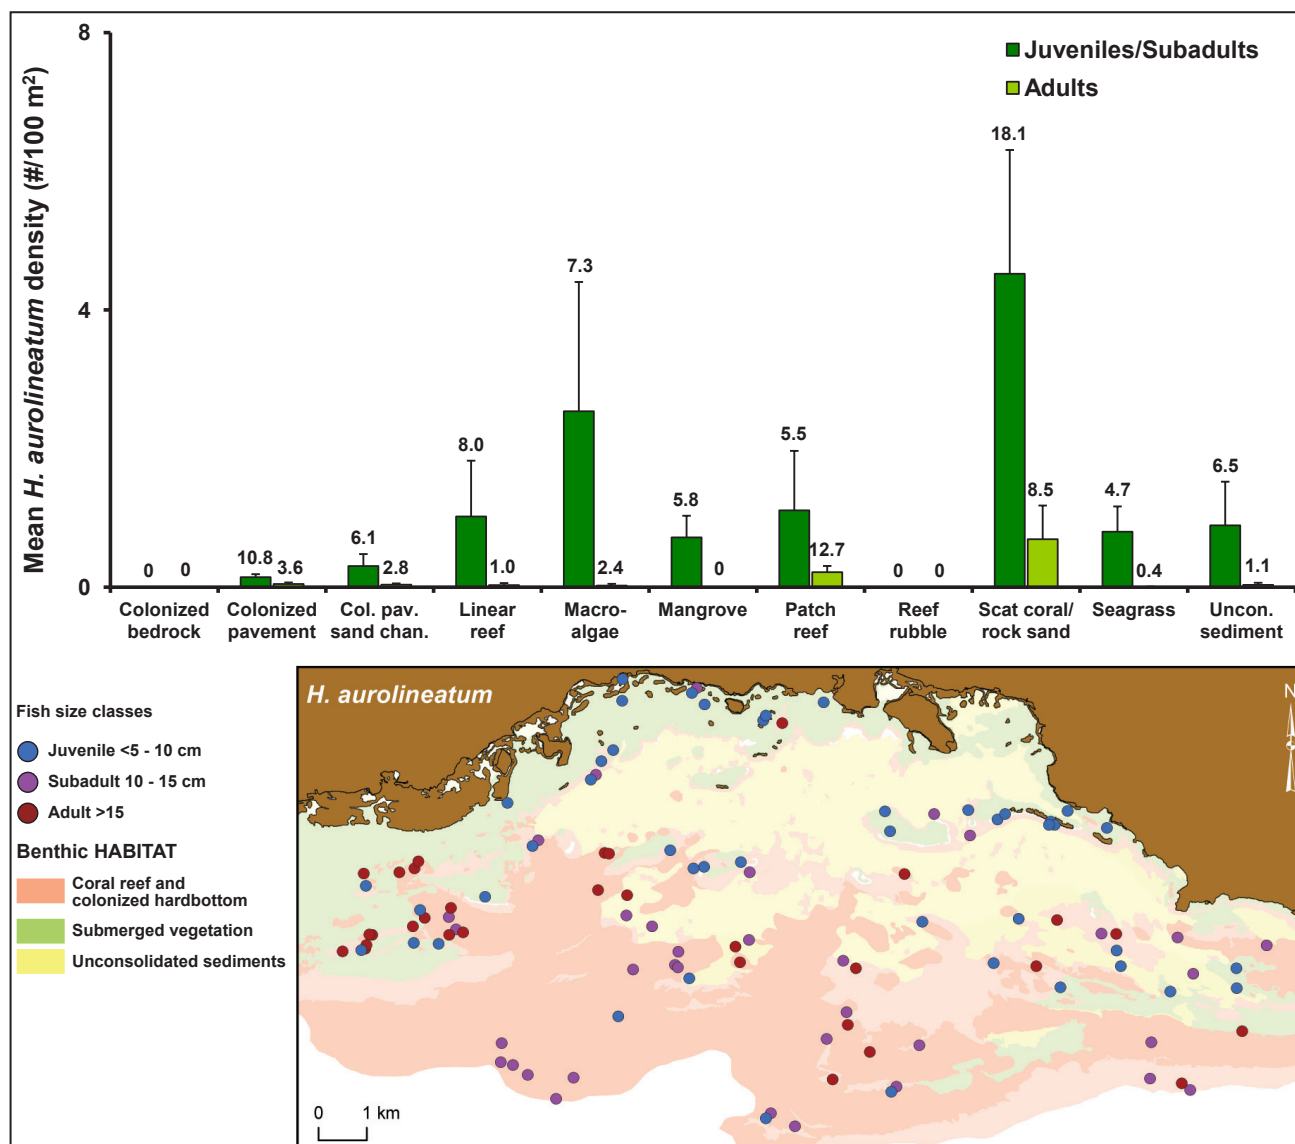 Mean H. aurolineatum density (#/100 m²)
8
4
0
Juveniles/Subadults
Adults
0 0
10.8 3.6
6.1 2.8
8.0 1.0
7.3 2.4
5.8 0
5.5 12.7
0 0
18.1 8.5
4.7 0.4
6.5 1.1
Colonized
bedrock
Colonized
pavement
Col. pav.
sand chan.
Linear
reef
Macro-
algae
Mangrove
Patch
reef
Reef
rubble
Scat coral/
rock sand
Seagrass
Uncon.
sediment
Fish size classes
Juvenile <5 - 10 cm
Subadult 10 - 15 cm
Adult >15
Benthic HABITAT
Coral reef and
colonized hardbottom
Submerged vegetation
Unconsolidated sediments
H. aurolineatum
N
0 1 km